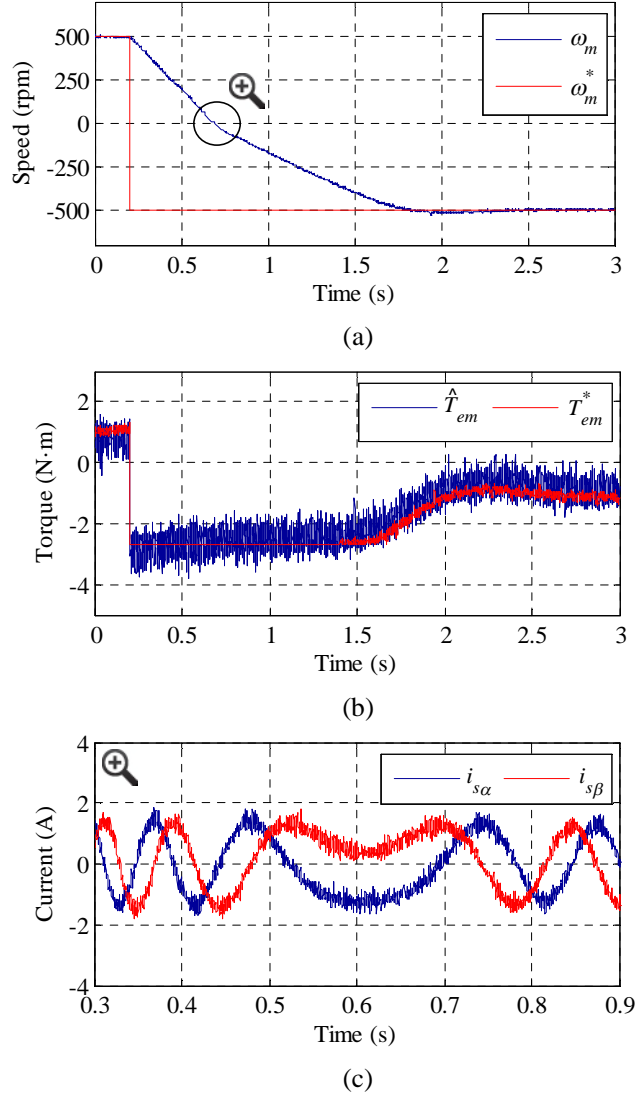 500
250
0
-250
-500
Speed (rpm)
ω_m
ω_m^*
0 0.5 1 1.5 2 2.5 3
Time (s)
(a)
2
0
-2
-4
Torque (N·m)
T̂_em T_em^*
0 0.5 1 1.5 2 2.5 3
Time (s)
(b)
4
2
0
-2
-4
Current (A)
i_sα i_sβ
0.3 0.4 0.5 0.6 0.7 0.8 0.9
Time (s)
(c)